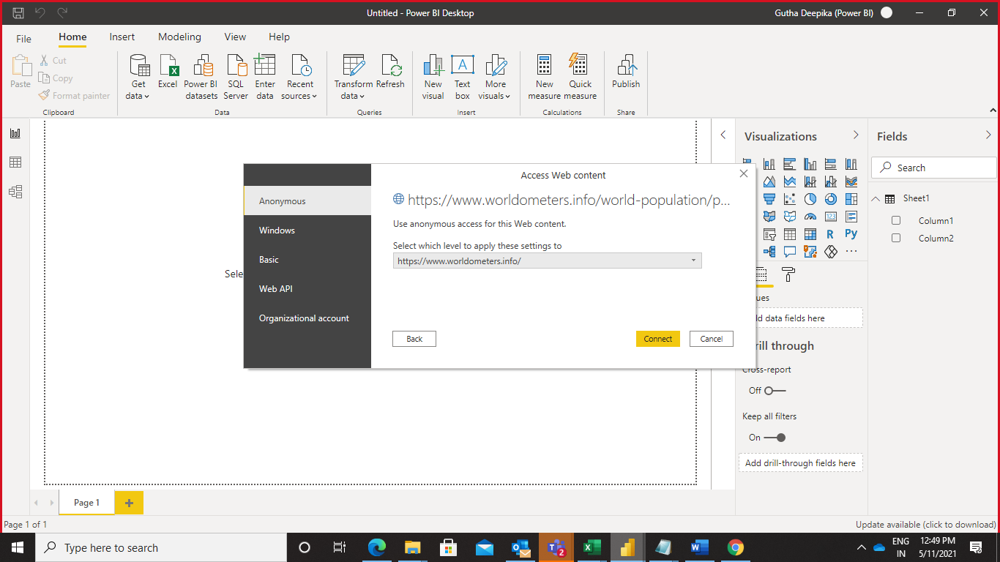 Untitled - Power BI Desktop
Gutha Deepika (Power BI)
File Home Insert Modeling View Help
Paste
Cut
Copy
Format painter
Clipboard
Get data
Excel
Power BI datasets
SQL Server
Enter data
Recent sources
Data
Transform data
Refresh
Queries
New visual
Text box
More visuals
Insert
New measure
Quick measure
Calculations
Publish
Share
Sele
Access Web content
Anonymous
Windows
Basic
Web API
Organizational account
https://www.worldometers.info/world-population/p...
Use anonymous access for this Web content.
Select which level to apply these settings to
https://www.worldometers.info/
Back
Connect
Cancel
Visualizations
R
Py
123
ues
d data fields here
rill through
Cross-report
Off
Keep all filters
On
Add drill-through fields here
Fields
Search
Sheet1
Column1
Column2
Page 1
Page 1 of 1
Update available (click to download)
Type here to search
2
ENG
IN
12:49 PM
5/11/2021